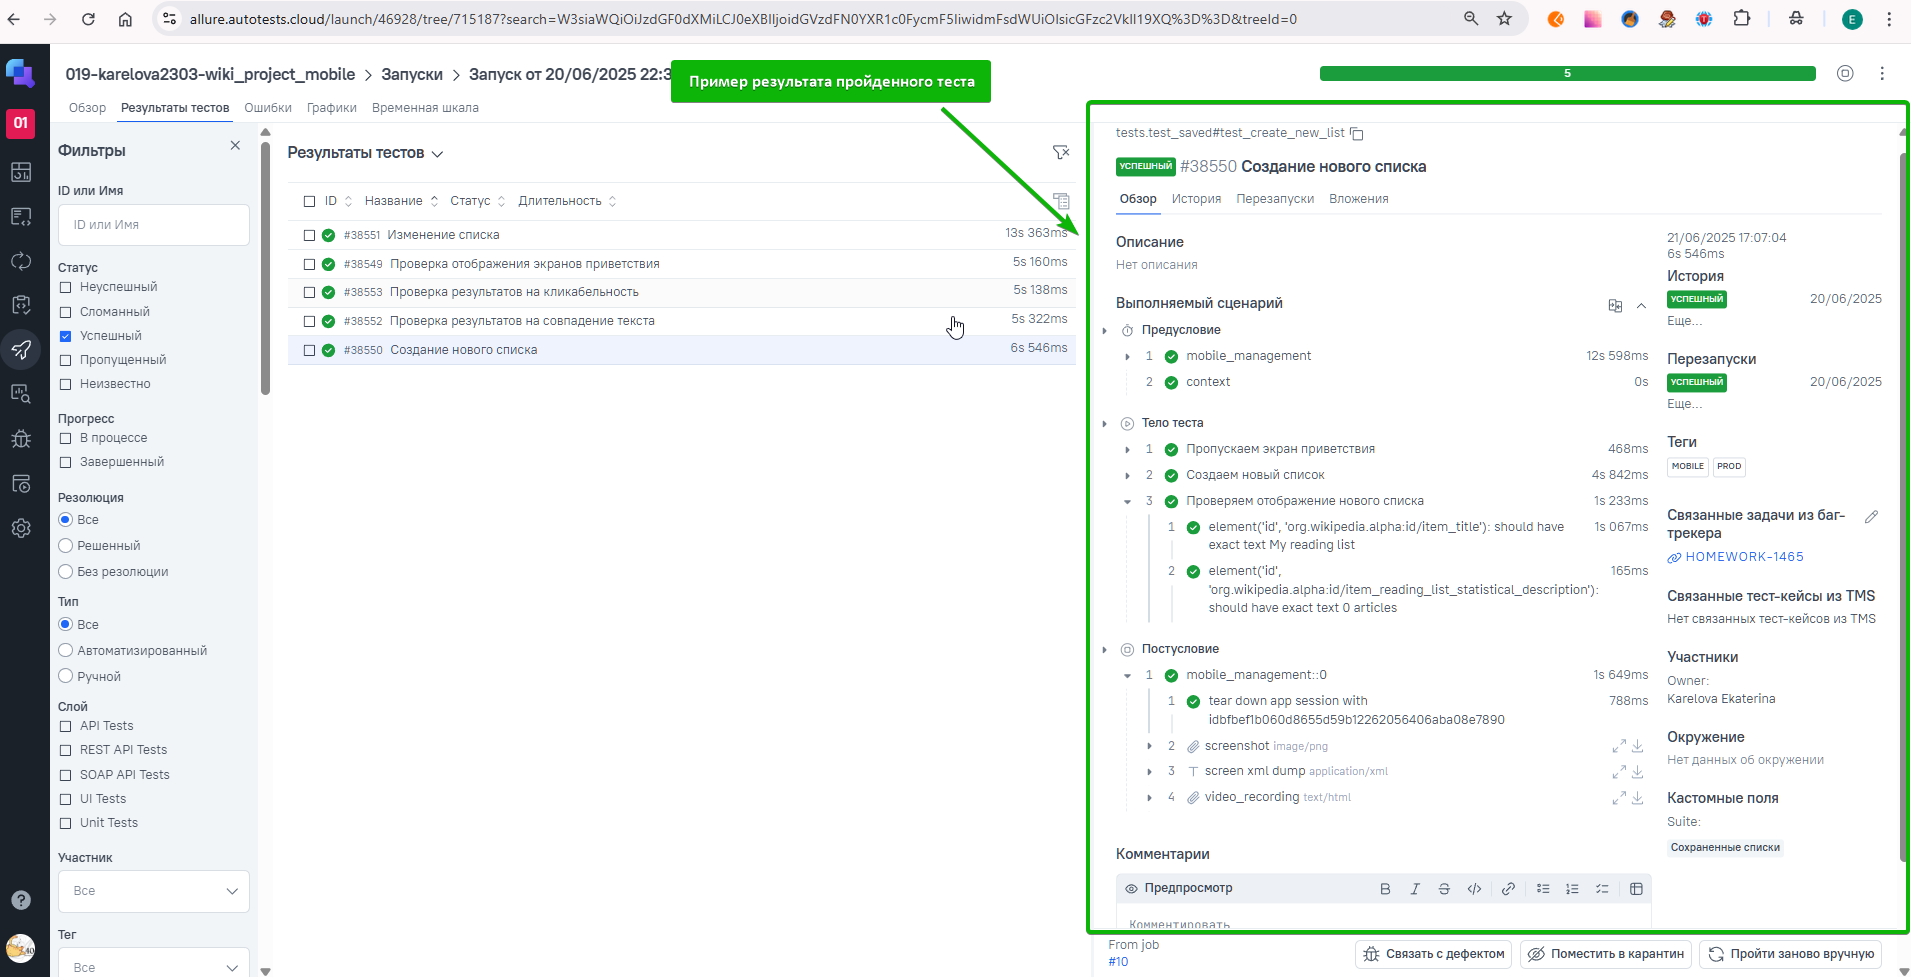 allure.autotests.cloud/launch/46928/tree/715187?search=W3siaWQiOiJzdGF0dXMiLCJ0eXBlIjoidGVzdFN0YXR1c0FycmF5IiwidmFsdWUiOlsicGFzc2VkIl19XQ%3D%3D&treeId=0
E
019-karelova2303-wiki_project_mobile > Запуски > Запуск от 20/06/2025 22:3
Пример результата пройденного теста
5
Обзор Результаты тестов Ошибки Графики Временная шкала
01
Фильтры
ID или Имя
ID или Имя
Статус
Неуспешный
Сломанный
Успешный
Пропущенный
Неизвестно
Прогресс
В процессе
Завершенный
Резолюция
Все
Решенный
Без резолюции
Тип
Все
Автоматизированный
Ручной
Слой
API Tests
REST API Tests
SOAP API Tests
UI Tests
Unit Tests
Участник
Все
Тег
Все
Результаты тестов
ID Название Статус Длительность
#38551 Изменение списка 13s 363ms
#38549 Проверка отображения экранов приветствия 5s 160ms
#38553 Проверка результатов на кликабельность 5s 138ms
#38552 Проверка результатов на совпадение текста 5s 322ms
#38550 Создание нового списка 6s 546ms
tests.test_saved#test_create_new_list
УСПЕШНЫЙ #38550 Создание нового списка
Обзор История Перезапуски Вложения
Описание
Нет описания
Выполняемый сценарий
Предусловие
1 mobile_management 12s 598ms
2 context 0s
Тело теста
1 Пропускаем экран приветствия 468ms
2 Создаем новый список 4s 842ms
3 Проверяем отображение нового списка 1s 233ms
1 element('id', 'org.wikipedia.alpha:id/item_title'): should have 1s 067ms
exact text My reading list
2 element('id', 165ms
'org.wikipedia.alpha:id/item_reading_list_statistical_description'):
should have exact text 0 articles
Постусловие
1 mobile_management::0 1s 649ms
1 tear down app session with 788ms
idbfbef1b060d8655d59b12262056406aba08e7890
2 screenshot image/png
3 screen xml dump application/xml
4 video_recording text/html
Комментарии
Предпросмотр
Комментировать
21/06/2025 17:07:04
6s 546ms
История
УСПЕШНЫЙ 20/06/2025
Еще...
Перезапуски
УСПЕШНЫЙ 20/06/2025
Еще...
Теги
MOBILE PROD
Связанные задачи из баг-
трекера
HOMEWORK-1465
Связанные тест-кейсы из TMS
Нет связанных тест-кейсов из TMS
Участники
Owner:
Karelova Ekaterina
Окружение
Нет данных об окружении
Кастомные поля
Suite:
Сохраненные списки
From job
#10
Связать с дефектом Поместить в карантин Пройти заново вручную